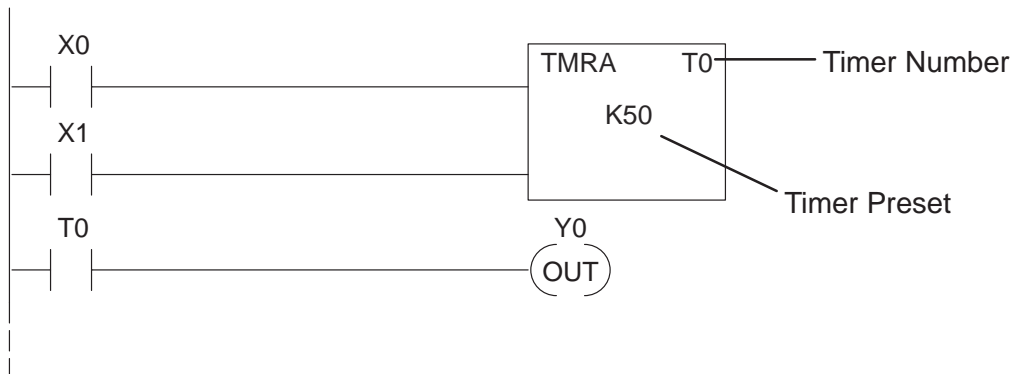 X0
TMRA T0
Timer Number
K50
X1
Timer Preset
T0
Y0
OUT